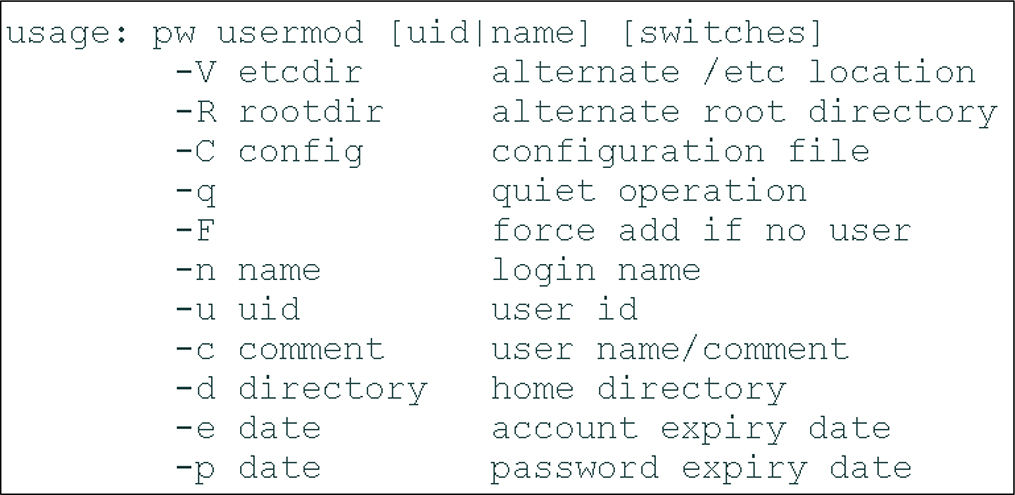 usage: pw usermod [uid|name] [switches]
-V etcdir alternate /etc location
-R rootdir alternate root directory
-C config configuration file
-q quiet operation
-F force add if no user
-n name login name
-u uid user id
-c comment user name/comment
-d directory home directory
-e date account expiry date
-p date password expiry date